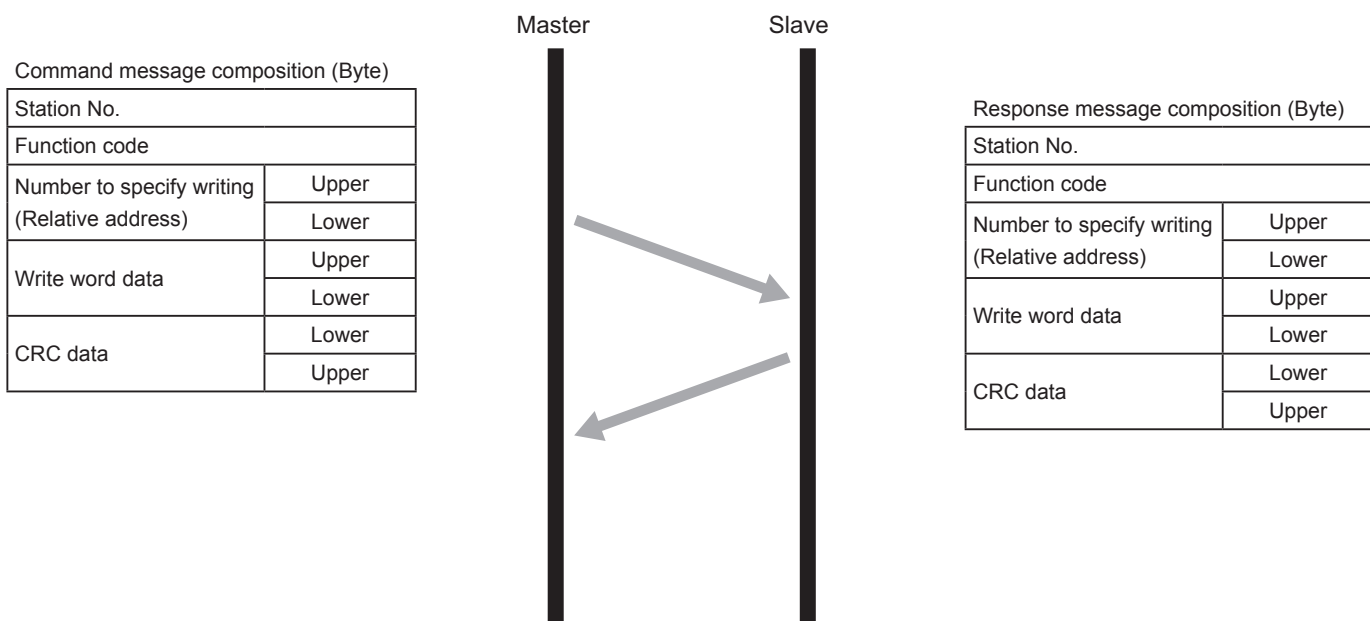 Master
Slave
Command message composition (Byte)
Station No.
Function code
Number to specify writing
(Relative address)
Upper
Lower
Write word data
Upper
Lower
CRC data
Lower
Upper
Response message composition (Byte)
Station No.
Function code
Number to specify writing
(Relative address)
Upper
Lower
Write word data
Upper
Lower
CRC data
Lower
Upper